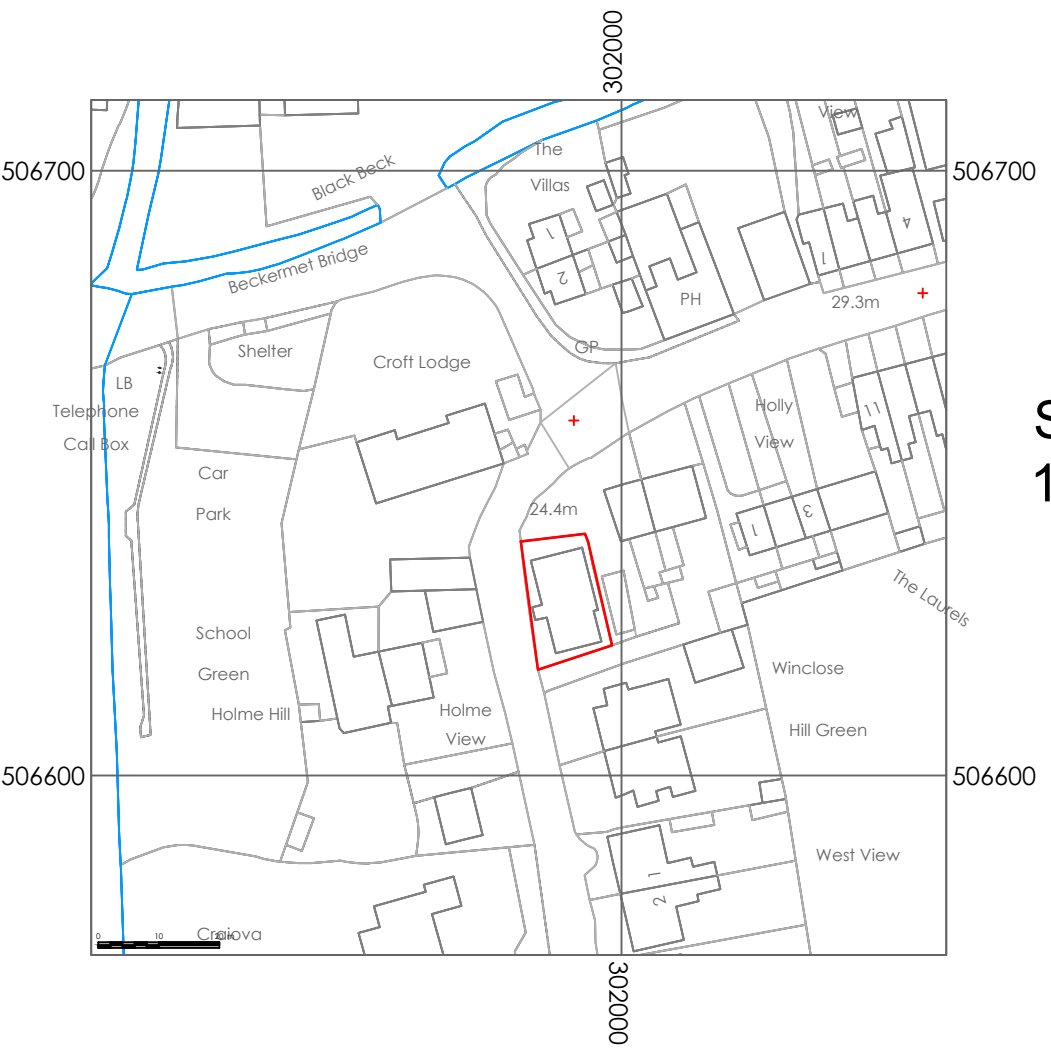 302000
506700
506700
View
The
Villas
Black Beck
Beckermet Bridge
1
2
PH
1
4
29.3m
GP
Shelter
Croft Lodge
LB
Telephone
Call Box
Car
Park
Holly
View
11
24.4m
1
3
The Laurels
School
Green
Holme Hill
Holme
View
Winclose
Hill Green
506600
506600
West View
1
2
Craiova
0
10
302000
S
1